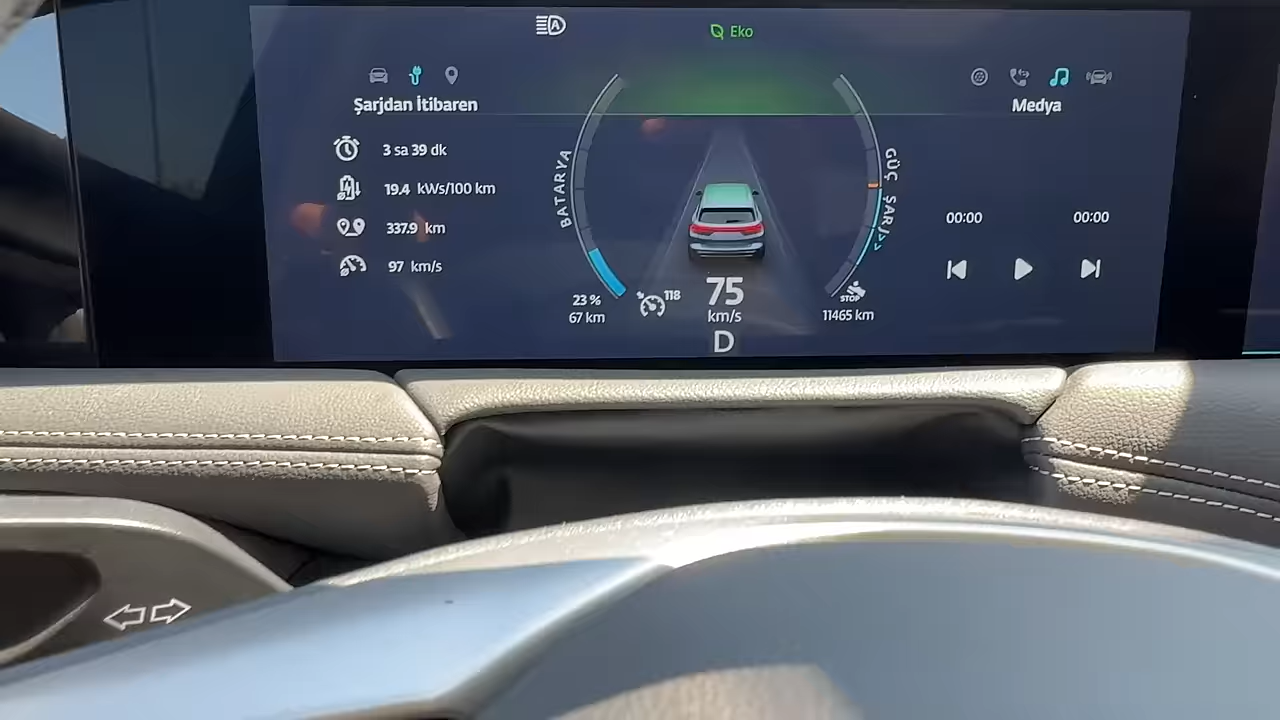 Eko
Şarjdan İtibaren
Medya
3 sa 39 dk
19.4 kWs/100 km
337.9 km
97 km/s
BATARYA
GÜÇ
ŞARJ>>
00:00
00:00
23 %
67 km
118
75
km/s
D
STOP
11465 km
A